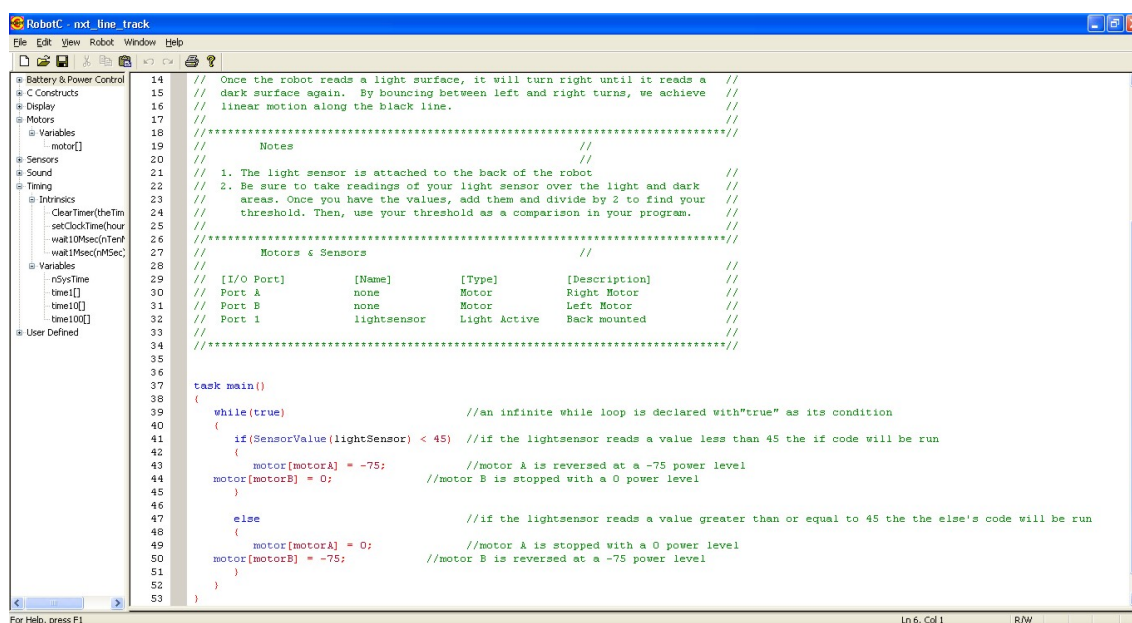 RobotC - nxt_line_track
File Edit View Robot Window Help
Battery & Power Control
C Constructs
Display
Motors
Variables
motor[]
Sensors
Sound
Timing
Intrinsics
ClearTimer(theTim
setClockTime(hour
wait10Msec(nTenM
wait1Msec(nMSec)
Variables
nSysTime
time1[]
time10[]
time100[]
User Defined
14 // Once the robot reads a light surface, it will turn right until it reads a //
15 // dark surface again. By bouncing between left and right turns, we achieve //
16 // linear motion along the black line. //
17 // //
18 //******************************************************************************//
19 // Notes //
20 // //
21 // 1. The light sensor is attached to the back of the robot //
22 // 2. Be sure to take readings of your light sensor over the light and dark //
23 // areas. Once you have the values, add them and divide by 2 to find your //
24 // threshold. Then, use your threshold as a comparison in your program. //
25 // //
26 //******************************************************************************//
27 // Motors & Sensors //
28 // //
29 // [I/O Port] [Name] [Type] [Description] //
30 // Port A none Motor Right Motor //
31 // Port B none Motor Left Motor //
32 // Port 1 lightsensor Light Active Back mounted //
33 // //
34 //******************************************************************************//
35
36
37 task main()
38 {
39 while(true) //an infinite while loop is declared with"true" as its condition
40 {
41 if(SensorValue(lightSensor) < 45) //if the lightsensor reads a value less than 45 the if code will be run
42 {
43 motor[motorA] = -75; //motor A is reversed at a -75 power level
44 motor[motorB] = 0; //motor B is stopped with a 0 power level
45 }
46
47 else //if the lightsensor reads a value greater than or equal to 45 the the else's code will be run
48 {
49 motor[motorA] = 0; //motor A is stopped with a 0 power level
50 motor[motorB] = -75; //motor B is reversed at a -75 power level
51 }
52 }
53 }
For Help, press F1 Ln 6, Col 1 R/W